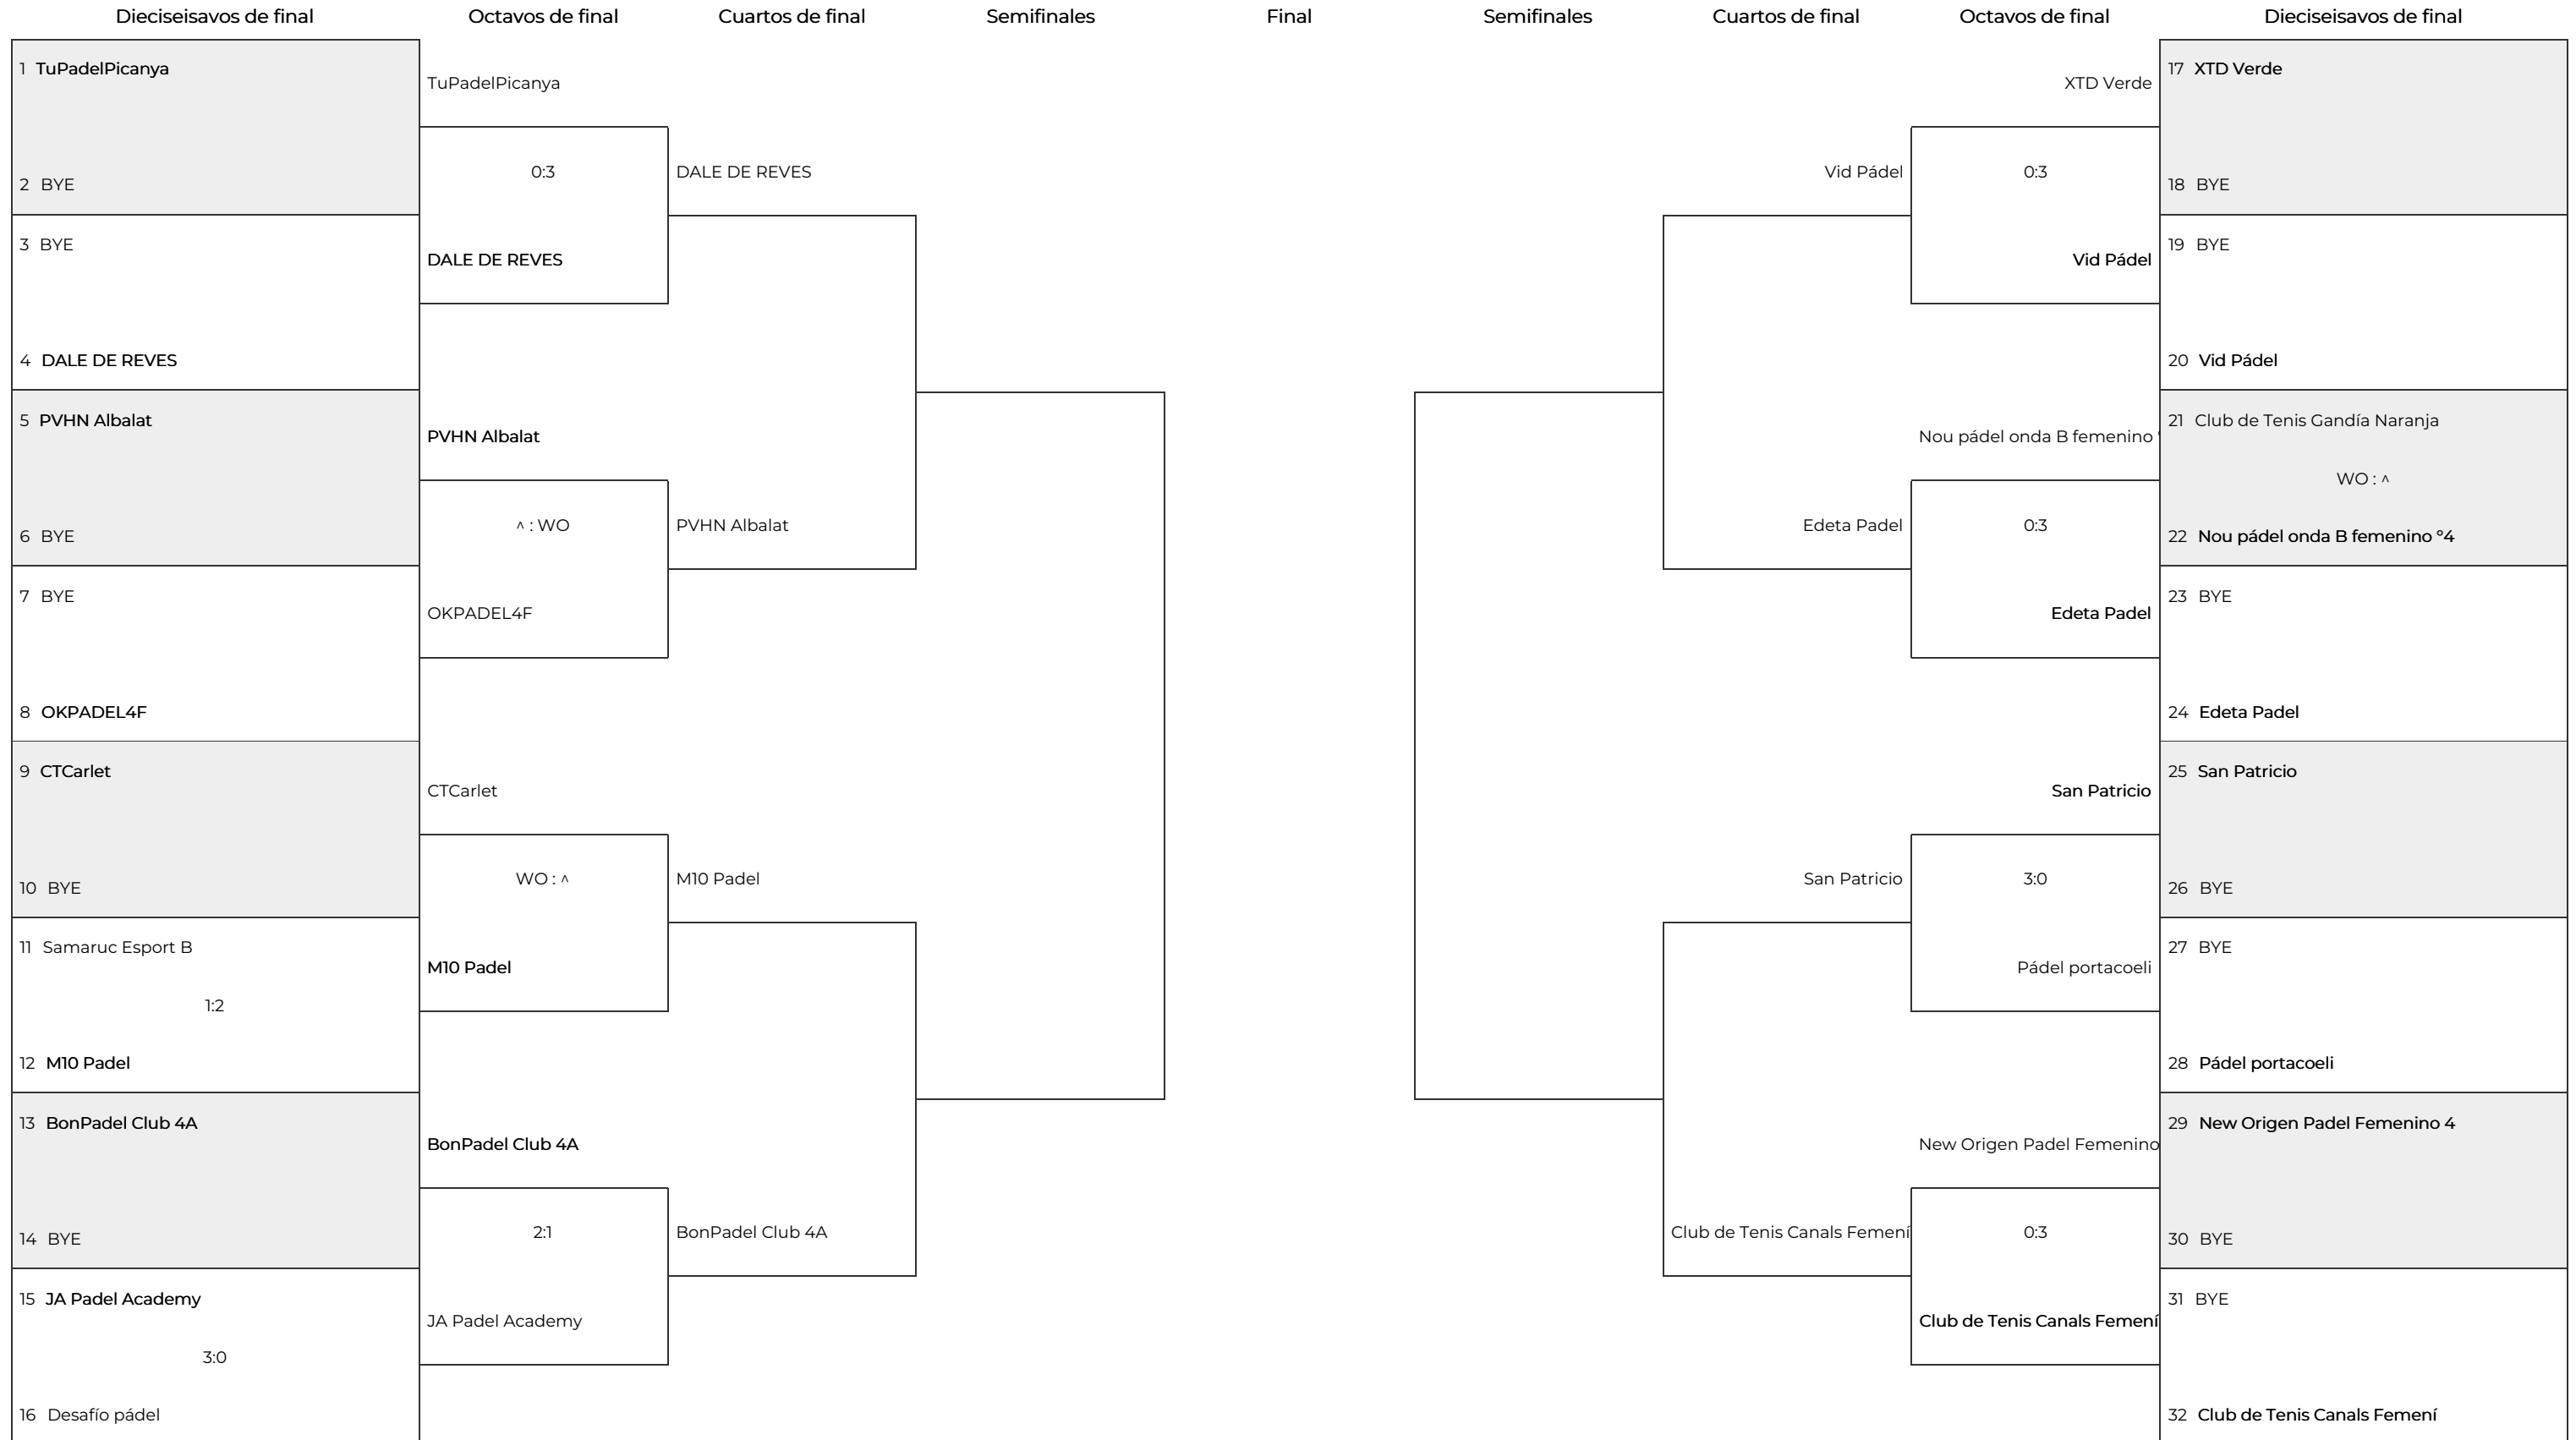 Dieciseisavos de final
Octavos de final
Cuartos de final
Semifinales
Final
Semifinales
Cuartos de final
Octavos de final
Dieciseisavos de final
1 TuPadelPicanya
2 BYE
3 BYE
4 DALE DE REVES
5 PVHN Albalat
6 BYE
7 BYE
8 OKPADEL4F
9 CTCarlet
10 BYE
11 Samaruc Esport B
1:2
12 M10 Padel
13 BonPadel Club 4A
14 BYE
15 JA Padel Academy
3:0
16 Desafío pádel
TuPadelPicanya
0:3
DALE DE REVES
PVHN Albalat
^ : WO
OKPADEL4F
CTCarlet
WO : ^
M10 Padel
BonPadel Club 4A
2:1
JA Padel Academy
DALE DE REVES
PVHN Albalat
M10 Padel
BonPadel Club 4A
Vid Pádel
Edeta Padel
San Patricio
Club de Tenis Canals Femení
XTD Verde
0:3
Vid Pádel
Nou pádel onda B femenino
0:3
Edeta Padel
San Patricio
3:0
Pádel portacoeli
New Origen Padel Femenino
0:3
Club de Tenis Canals Femení
17 XTD Verde
18 BYE
19 BYE
20 Vid Pádel
21 Club de Tenis Gandía Naranja
WO : ^
22 Nou pádel onda B femenino º4
23 BYE
24 Edeta Padel
25 San Patricio
26 BYE
27 BYE
28 Pádel portacoeli
29 New Origen Padel Femenino 4
30 BYE
31 BYE
32 Club de Tenis Canals Femení